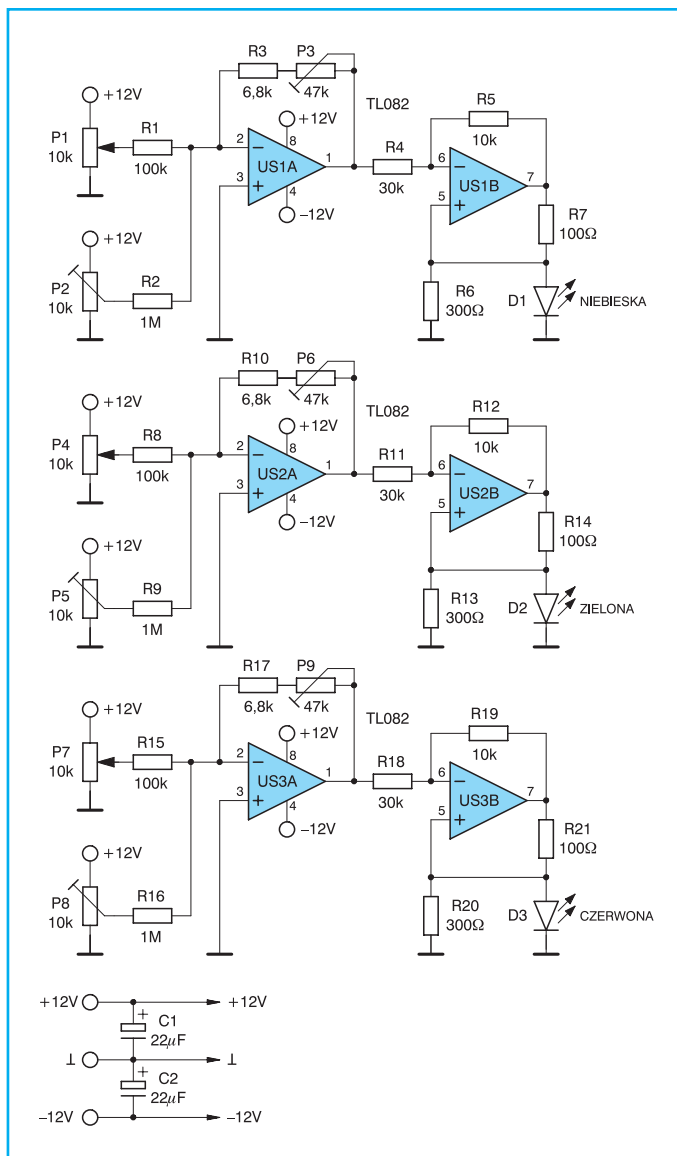 R3 P3
6,8k 47k
TL082
+12V
P1
10k
R1
100k
+12V
8
2
−
US1A
1
3
+
4
−12V
R4
30k
R5
10k
6
−
US1B
7
5
+
R7
100Ω
+12V
P2
10k
R2
1M
R6
300Ω
D1
NIEBIESKA
R10 P6
6,8k 47k
TL082
+12V
P4
10k
R8
100k
+12V
8
2
−
US2A
1
3
+
4
−12V
R11
30k
R12
10k
6
−
US2B
7
5
+
R14
100Ω
+12V
P5
10k
R9
1M
R13
300Ω
D2
ZIELONA
R17 P9
6,8k 47k
TL082
+12V
P7
10k
R15
100k
+12V
8
2
−
US3A
1
3
+
4
−12V
R18
30k
R19
10k
6
−
US3B
7
5
+
R21
100Ω
+12V
P8
10k
R16
1M
R20
300Ω
D3
CZERWONA
+12V +12V
+ C1
22µF
⊥ ⊥
+ C2
22µF
−12V −12V